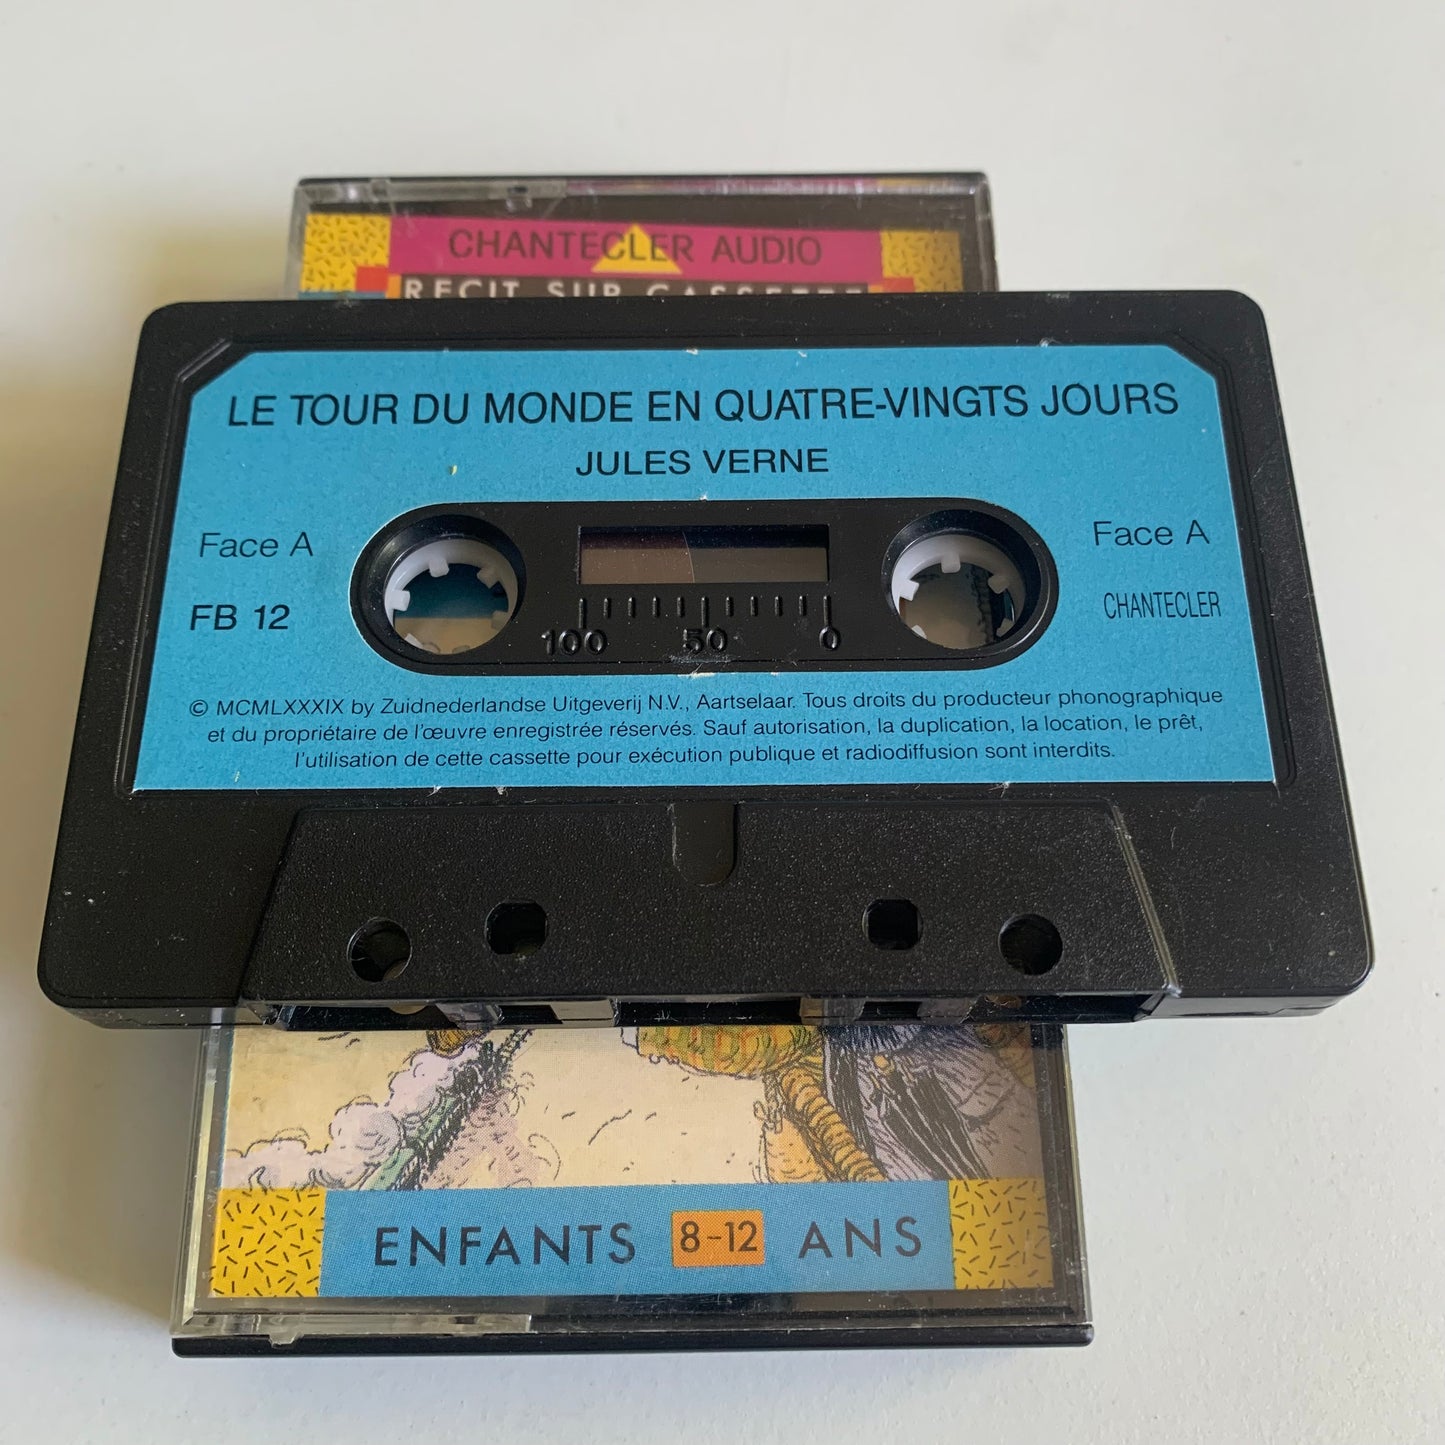 CHANTECLER AUDIO
RECIT SUR CASSETTE
LE TOUR DU MONDE EN QUATRE-VINGTS JOURS
JULES VERNE
Face A
Face A
FB 12
CHANTECLER
100 50 0
© MCMLXXXIX by Zuidnederlandse Uitgeverij N.V., Aartselaar. Tous droits du producteur phonographique
et du propriétaire de l'œuvre enregistrée réservés. Sauf autorisation, la duplication, la location, le prêt,
l'utilisation de cette cassette pour exécution publique et radiodiffusion sont interdits.
ENFANTS 8-12 ANS